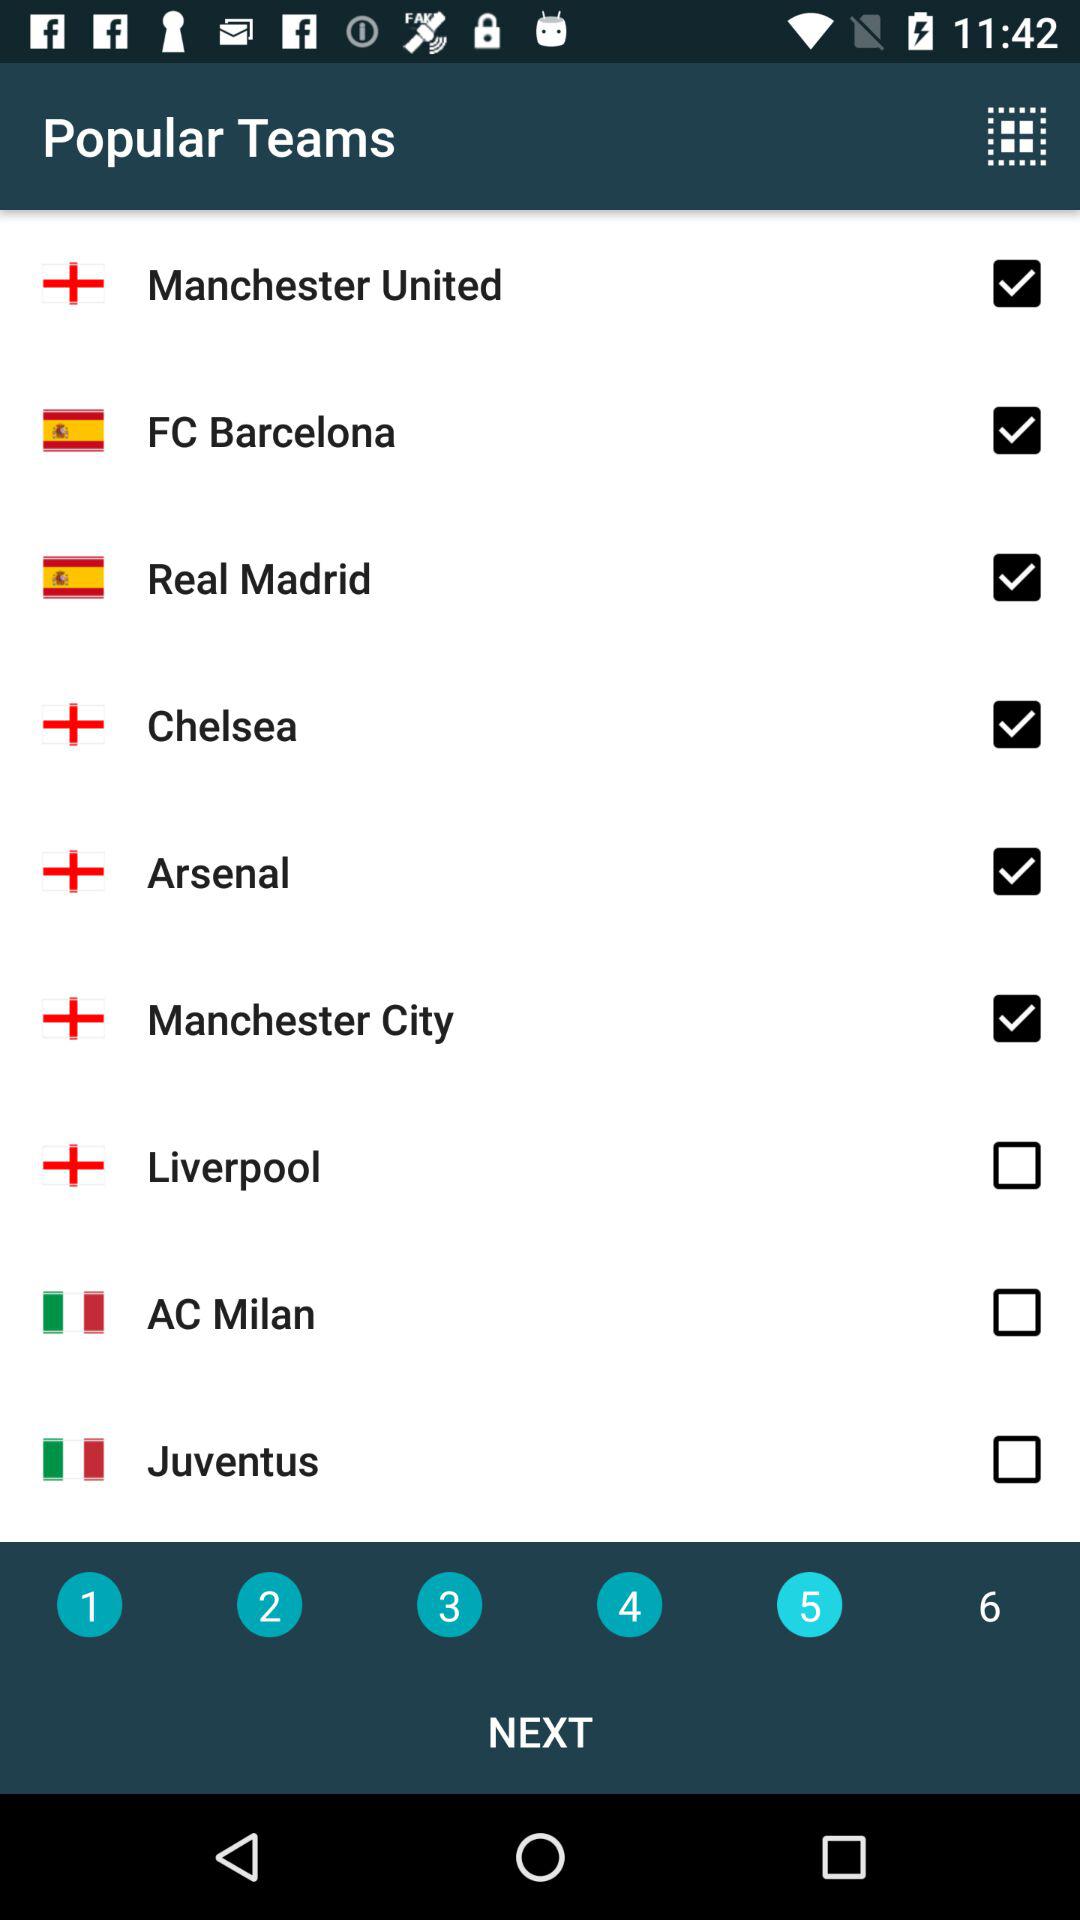 FAKE
11:42
Popular Teams
Manchester United
FC Barcelona
Real Madrid
Chelsea
Arsenal
Manchester City
Liverpool
AC Milan
Juventus
1 2 3 4 5 6
NEXT